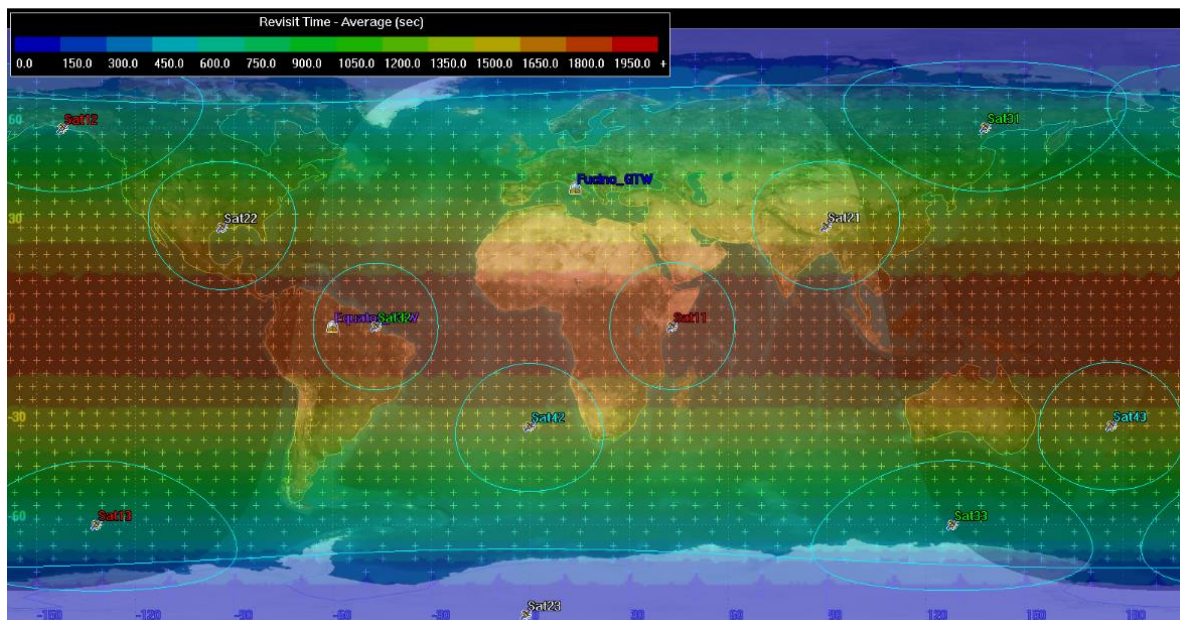 Revisit Time - Average (sec)
0.0 150.0 300.0 450.0 600.0 750.0 900.0 1050.0 1200.0 1350.0 1500.0 1650.0 1800.0 1950.0 +
60 Sat12 Sat31
Fucino_GTW
30 Sat22 Sat21
0 Sat11
-30 Sat42 Sat43
-60 Sat13 Sat33
Sat23
-150 -120 -90 -60 -30 0 30 60 90 120 150 180